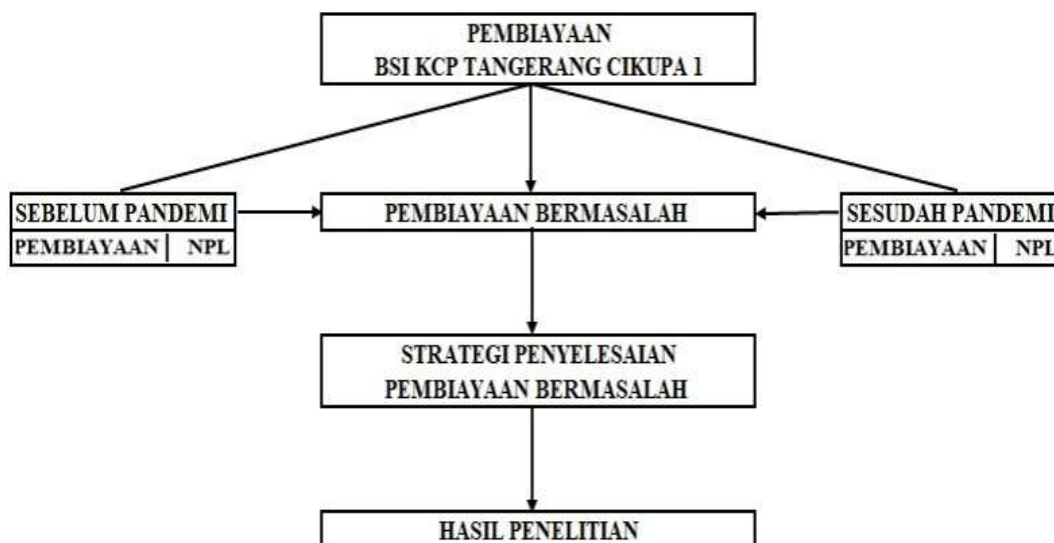 PEMBIAYAAN
BSI KCP TANGERANG CIKUPA 1
SEBELUM PANDEMI
PEMBIAYAAN | NPL
PEMBIAYAAN BERMASALAH
SESUDAH PANDEMI
PEMBIAYAAN | NPL
STRATEGI PENYELESAIAN
PEMBIAYAAN BERMASALAH
HASIL PENELITIAN